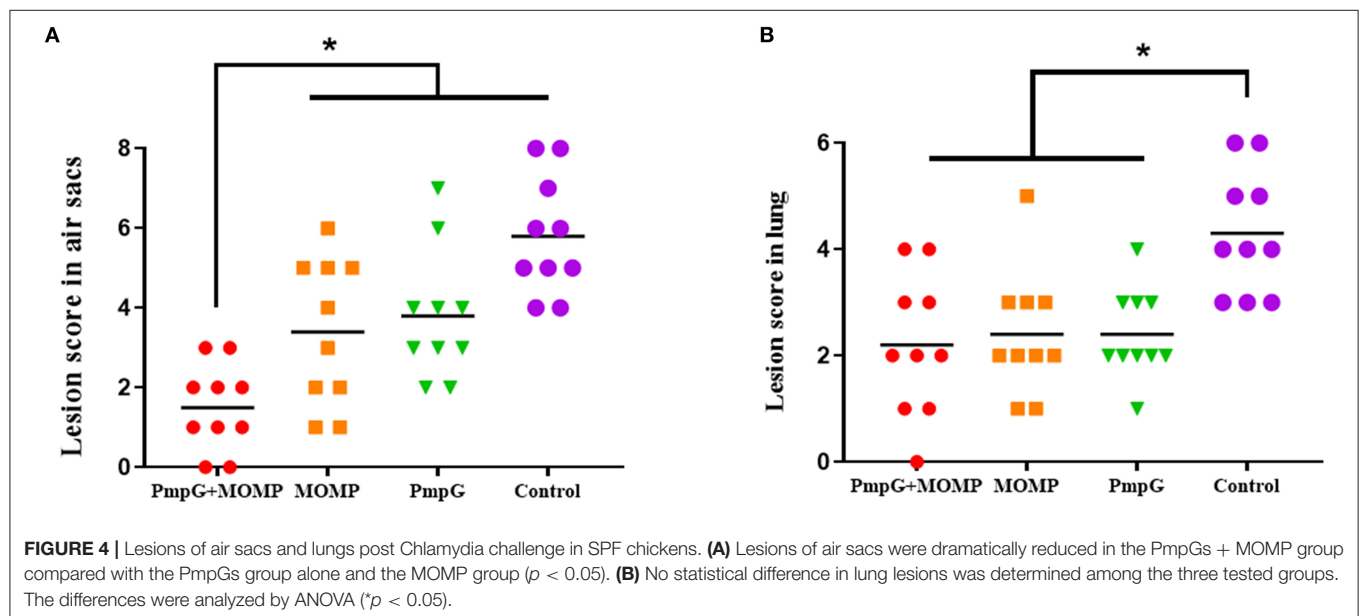 A
*
Lesion score in air sacs
8
6
4
2
0
PmpG+MOMP MOMP PmpG Control
B
*
Lesion score in lung
6
4
2
0
PmpG+MOMP MOMP PmpG Control
FIGURE 4 | Lesions of air sacs and lungs post Chlamydia challenge in SPF chickens. (A) Lesions of air sacs were dramatically reduced in the PmpGs + MOMP group
compared with the PmpGs group alone and the MOMP group (p < 0.05). (B) No statistical difference in lung lesions was determined among the three tested groups.
The differences were analyzed by ANOVA (*p < 0.05).